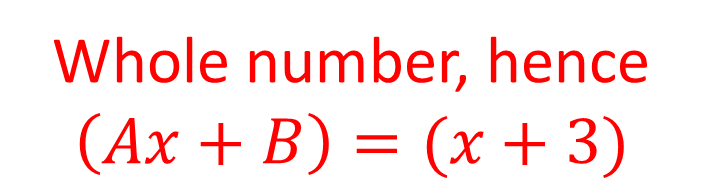 Whole number, hence
(Ax + B) = (x + 3)